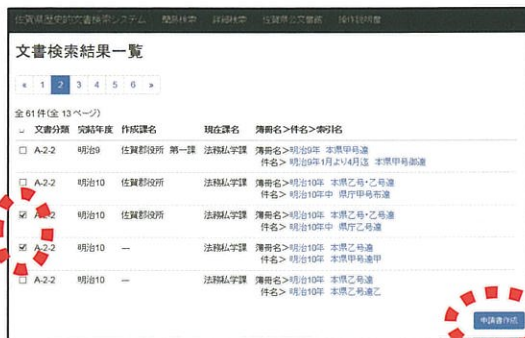 佐賀県歴史的文書検索システム 簡易検索 詳細検索 佐賀県公文書館 操作説明書
文書検索結果一覧
« 1 2 3 4 5 6 »
全 61 件(全 13 ページ)
文書分類 完結年度 作成課名 現在課名 簿冊名>件名>索引名
A-2-2 明治9 佐賀郡役所 第一課 法務私学課 簿冊名>明治9年 本県甲号達
件名>明治9年1月より4月迄 本県甲号御達
A-2-2 明治10 佐賀郡役所 法務私学課 簿冊名>明治10年 本県乙号・乙号達
件名>明治10年中 県庁甲号布達
A-2-2 明治10 佐賀郡役所 法務私学課 簿冊名>明治10年 本県乙号・乙号達
件名>明治10年中 県庁乙号達
A-2-2 明治10 — 法務私学課 簿冊名>明治10年 本県乙号達
件名>明治10年 本県甲号達甲
A-2-2 明治10 — 法務私学課 簿冊名>明治10年 本県乙号達
件名>明治10年 本県乙号達乙
申請書作成